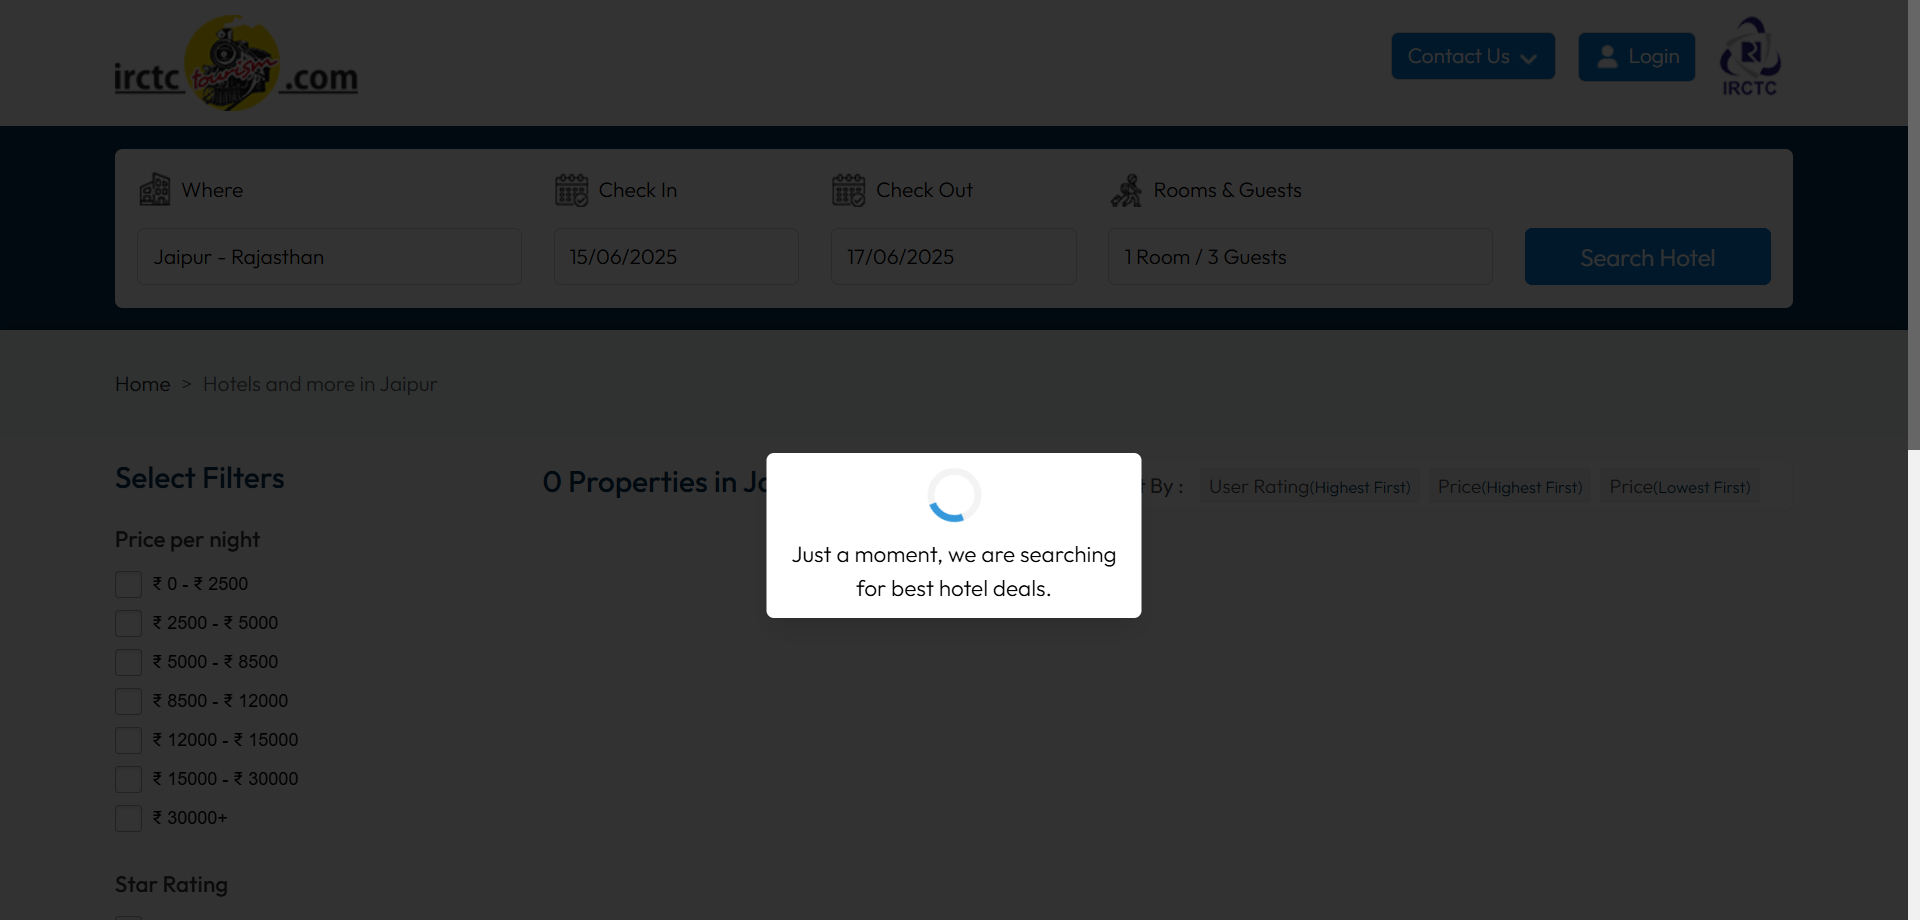 irctc tourism .com
Contact Us
Login
IRCTC
Where
Check In
Check Out
Rooms & Guests
Jaipur - Rajasthan
15/06/2025
17/06/2025
1 Room / 3 Guests
Search Hotel
Home > Hotels and more in Jaipur
Select Filters
0 Properties in
By :
User Rating(Highest First)
Price(Highest First)
Price(Lowest First)
Price per night
₹ 0 - ₹ 2500
₹ 2500 - ₹ 5000
₹ 5000 - ₹ 8500
₹ 8500 - ₹ 12000
₹ 12000 - ₹ 15000
₹ 15000 - ₹ 30000
₹ 30000+
Star Rating
Just a moment, we are searching
for best hotel deals.